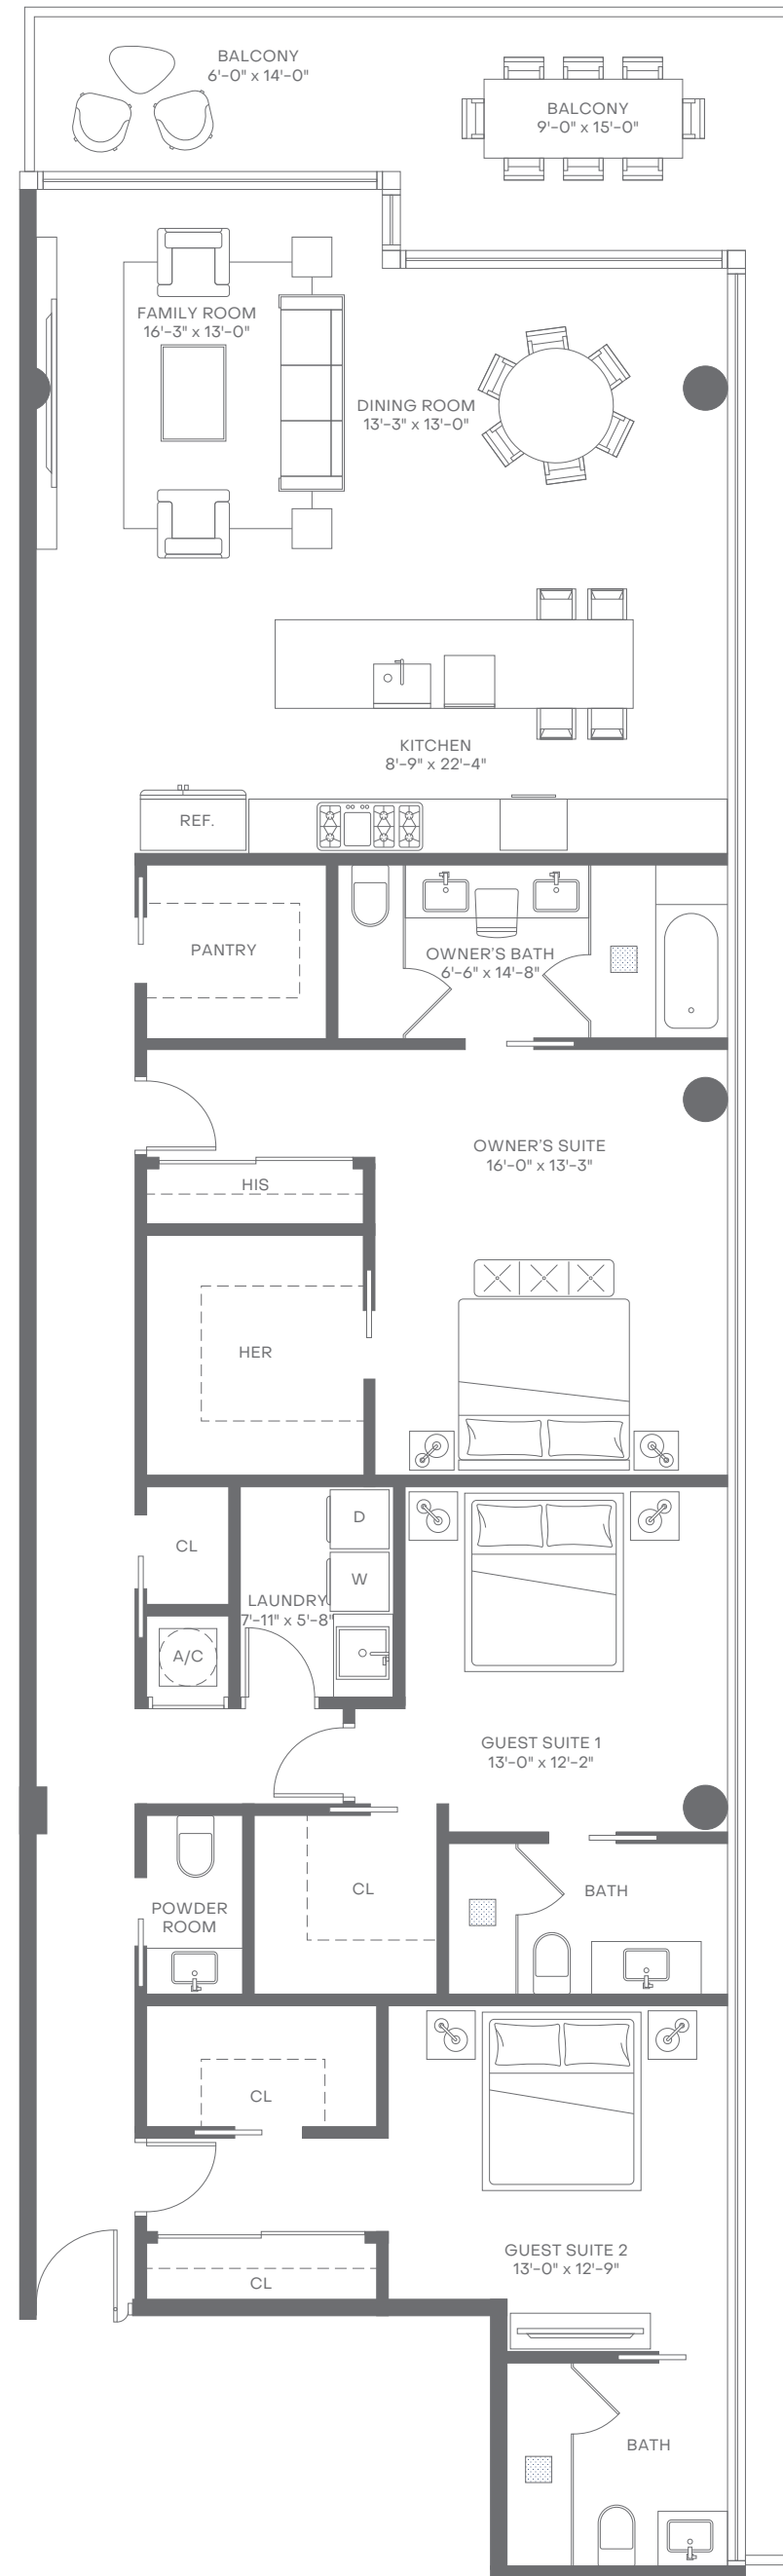 BALCONY
6'-0" x 14'-0"
BALCONY
9'-0" x 15'-0"
FAMILY ROOM
16'-3" x 13'-0"
DINING ROOM
13'-3" x 13'-0"
KITCHEN
8'-9" x 22'-4"
REF.
PANTRY
OWNER'S BATH
6'-6" x 14'-8"
OWNER'S SUITE
16'-0" x 13'-3"
HIS
HER
CL
D
W
LAUNDRY
7'-11" x 5'-8"
A/C
GUEST SUITE 1
13'-0" x 12'-2"
CL
BATH
POWDER
ROOM
CL
GUEST SUITE 2
13'-0" x 12'-9"
CL
BATH